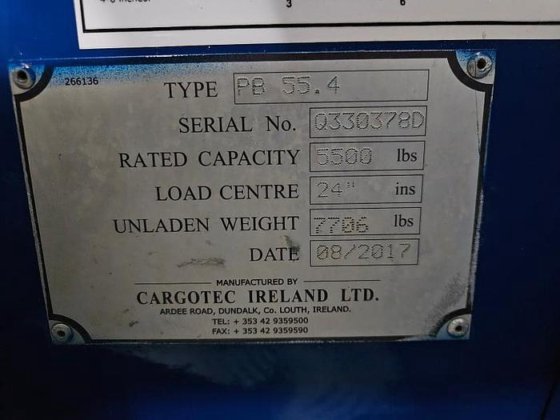 3 6
266136
TYPE PB 55.4
SERIAL No. Q330378D
RATED CAPACITY 5500 lbs
LOAD CENTRE 24" ins
UNLADEN WEIGHT 7706 lbs
DATE 08/2017
MANUFACTURED BY
CARGOTEC IRELAND LTD.
ARDEE ROAD, DUNDALK, Co. LOUTH, IRELAND.
TEL: + 353 42 9359500
FAX: + 353 42 9359590